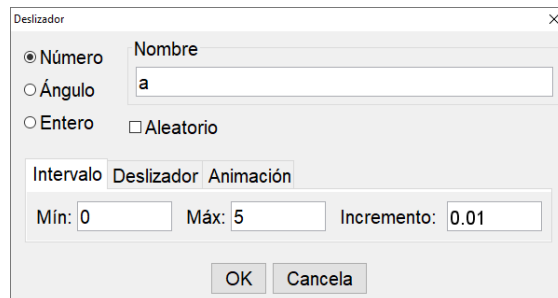 Deslizador
Número
Nombre
a
Ángulo
Entero
Aleatorio
Intervalo Deslizador Animación
Mín: 0 Máx: 5 Incremento: 0.01
OK Cancela